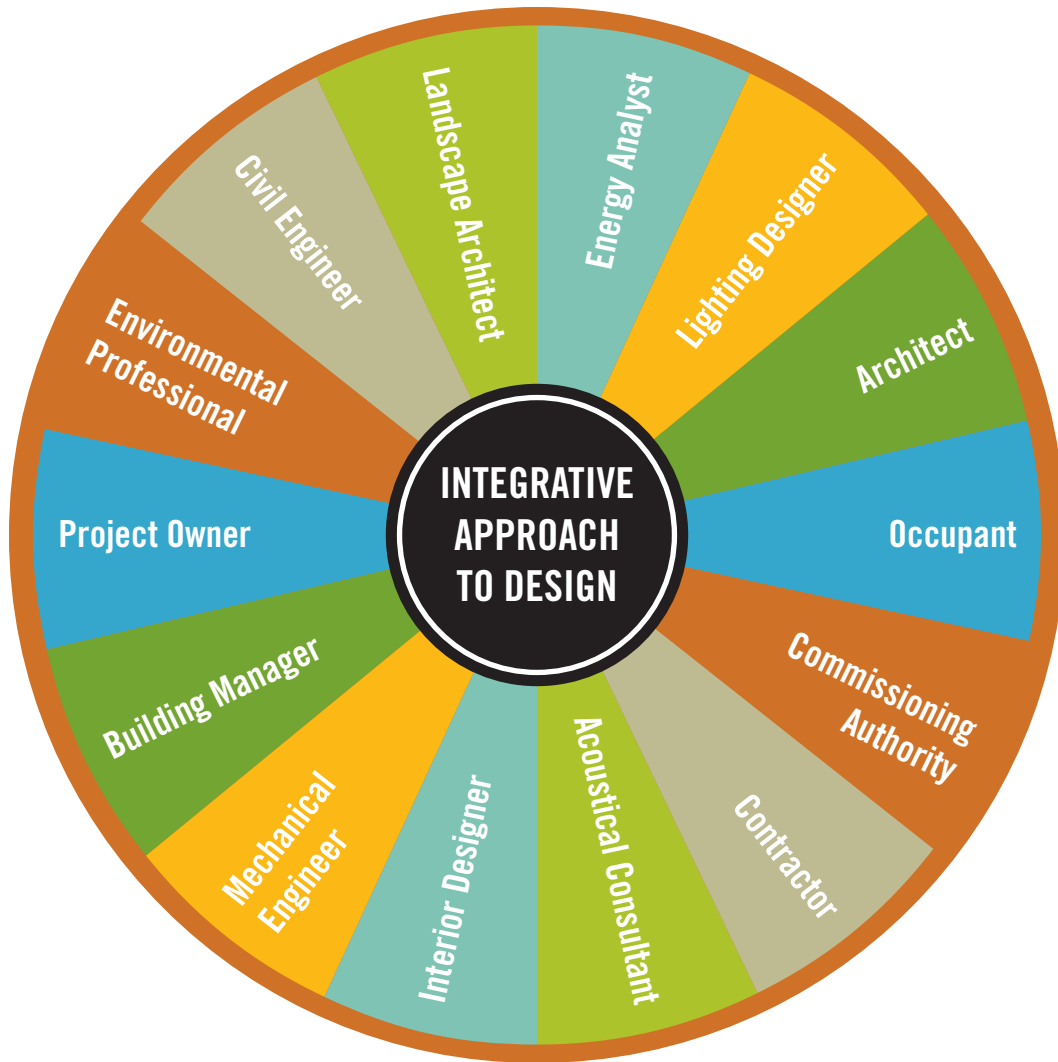 INTEGRATIVE
APPROACH
TO DESIGN
Energy Analyst
Lighting Designer
Architect
Occupant
Commissioning
Authority
Contractor
Acoustical Consultant
Interior Designer
Mechanical
Engineer
Building Manager
Project Owner
Environmental
Professional
Civil Engineer
Landscape Architect